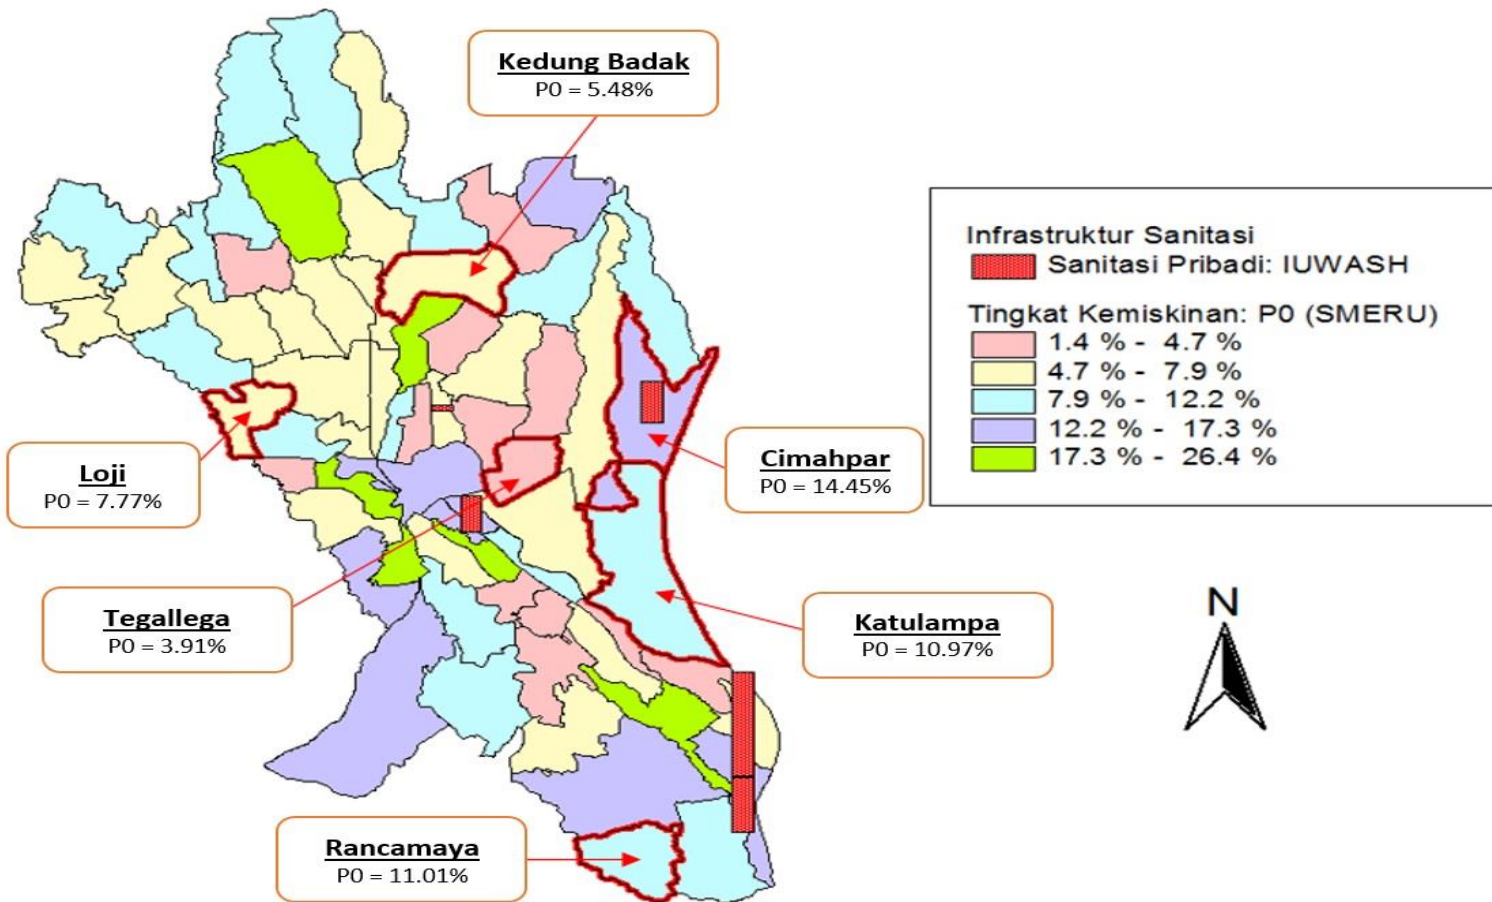 Kedung Badak
P0 = 5.48%
Infrastruktur Sanitasi
Sanitasi Pribadi: IUWASH
Tingkat Kemiskinan: P0 (SMERU)
1.4 % - 4.7 %
4.7 % - 7.9 %
7.9 % - 12.2 %
12.2 % - 17.3 %
17.3 % - 26.4 %
Loji
P0 = 7.77%
Cimahpar
P0 = 14.45%
Tegallega
P0 = 3.91%
Katulampa
P0 = 10.97%
N
Rancamaya
P0 = 11.01%